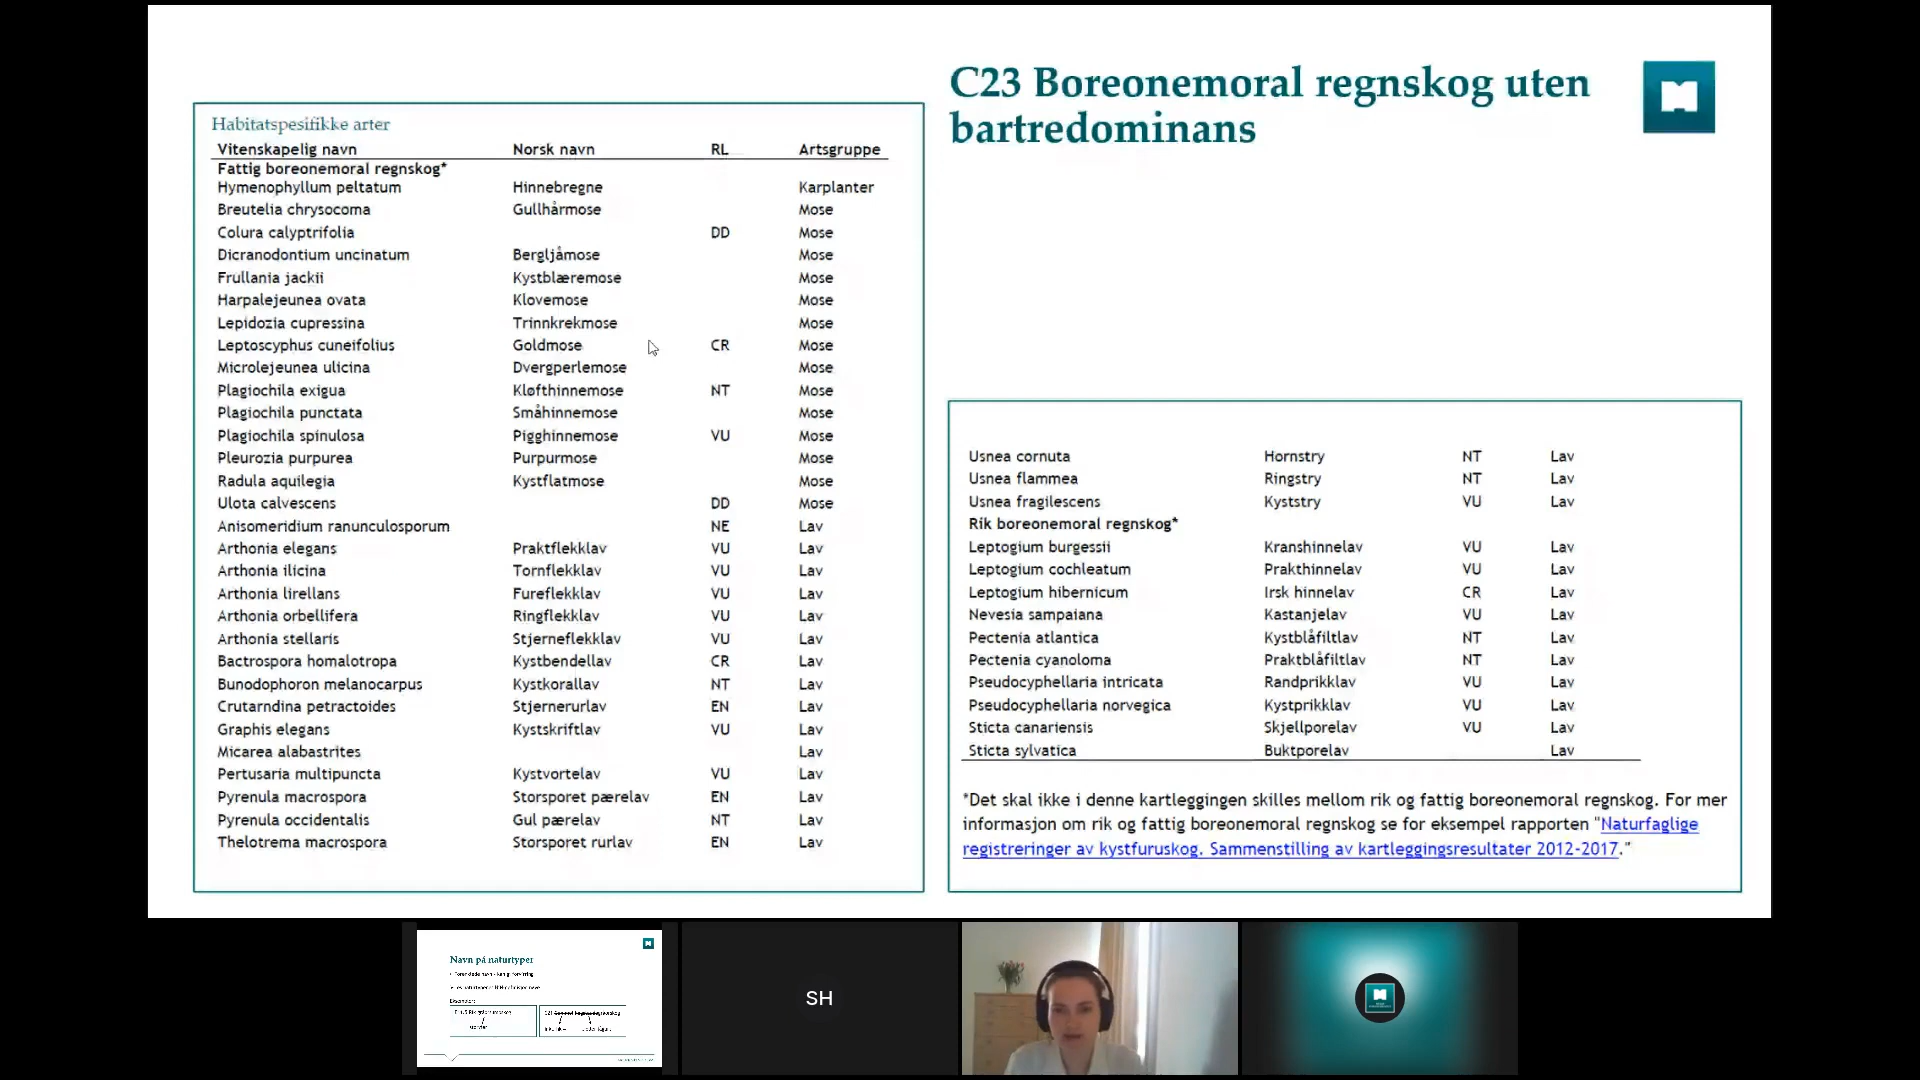 C23 Boreonemoral regnskog uten
bartredominans
Habitatspesifikke arter
Vitenskapelig navn Norsk navn RL Artsgruppe
Fattig boreonemoral regnskog*
Hymenophyllum peltatum Hinnebregne Karplanter
Breutelia chrysocoma Gullhårmose Mose
Colura calyptrifolia DD Mose
Dicranodontium uncinatum Bergljåmose Mose
Frullania jackii Kystblæremose Mose
Harpalejeunea ovata Klovemose Mose
Lepidozia cupressina Trinnkrekmose Mose
Leptoscyphus cuneifolius Goldmose CR Mose
Microlejeunea ulicina Dvergperlemose Mose
Plagiochila exigua Kløfthinnemose NT Mose
Plagiochila punctata Småhinnemose Mose
Plagiochila spinulosa Pigghinnemose VU Mose
Pleurozia purpurea Purpurmose Mose
Radula aquilegia Kystflatmose Mose
Ulota calvescens DD Mose
Anisomeridium ranunculosporum NE Lav
Arthonia elegans Praktflekklav VU Lav
Arthonia ilicina Tornflekklav VU Lav
Arthonia lirellans Fureflekklav VU Lav
Arthonia orbellifera Ringflekklav VU Lav
Arthonia stellaris Stjerneflekklav VU Lav
Bactrospora homalotropa Kystbendellav CR Lav
Bunodophoron melanocarpus Kystkorallav NT Lav
Crutarndina petractoides Stjernerurlav EN Lav
Graphis elegans Kystskriftlav VU Lav
Micarea alabastrites Lav
Pertusaria multipuncta Kystvortelav VU Lav
Pyrenula macrospora Storsporet pærelav EN Lav
Pyrenula occidentalis Gul pærelav NT Lav
Thelotrema macrospora Storsporet rurlav EN Lav
Usnea cornuta Hornstry NT Lav
Usnea flammea Ringstry NT Lav
Usnea fragilescens Kyststry VU Lav
Rik boreonemoral regnskog*
Leptogium burgessii Kranshinnelav VU Lav
Leptogium cochleatum Prakthinnelav VU Lav
Leptogium hibernicum Irsk hinnelav CR Lav
Nevesia sampaiana Kastanjelav VU Lav
Pectenia atlantica Kystblåfiltlav NT Lav
Pectenia cyanoloma Praktblåfiltlav NT Lav
Pseudocyphellaria intricata Randprikklav VU Lav
Pseudocyphellaria norvegica Kystprikklav VU Lav
Sticta canariensis Skjellporelav VU Lav
Sticta sylvatica Buktporelav Lav
*Det skal ikke i denne kartleggingen skilles mellom rik og fattig boreonemoral regnskog. For mer
informasjon om rik og fattig boreonemoral regnskog se for eksempel rapporten "Naturfaglige
registreringer av kystfuruskog. Sammenstilling av kartleggingsresultater 2012-2017."
Navn på naturtyper
SH